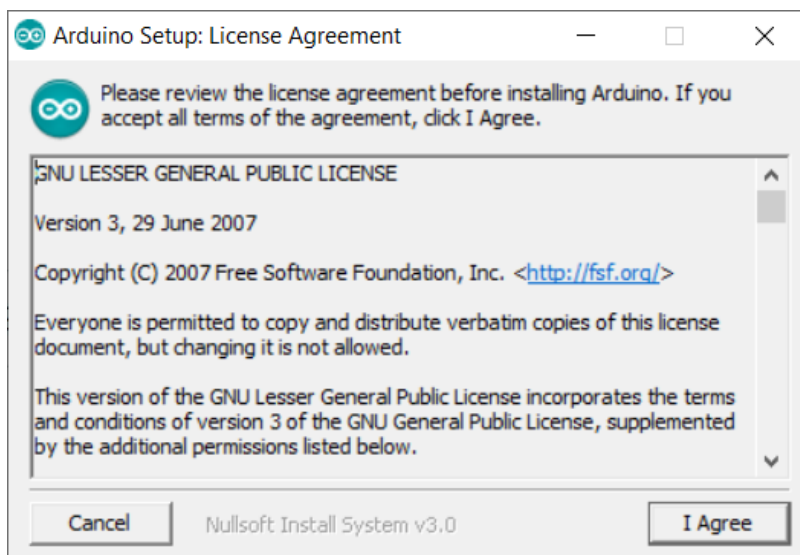 Arduino Setup: License Agreement
Please review the license agreement before installing Arduino. If you
accept all terms of the agreement, click I Agree.
GNU LESSER GENERAL PUBLIC LICENSE
Version 3, 29 June 2007
Copyright (C) 2007 Free Software Foundation, Inc. <http://fsf.org/>
Everyone is permitted to copy and distribute verbatim copies of this license
document, but changing it is not allowed.
This version of the GNU Lesser General Public License incorporates the terms
and conditions of version 3 of the GNU General Public License, supplemented
by the additional permissions listed below.
Cancel Nullsoft Install System v3.0 I Agree